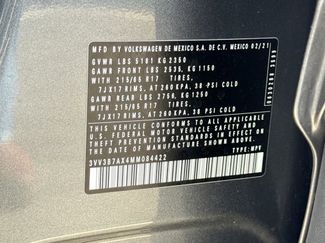 MFD BY VOLKSWAGEN DE MEXICO S.A. DE C.V. MEXICO 02/21
GVWR LBS 5181 KG 2350
GAWR FRONT LBS 2535, KG 1150
215/65 R17 TIRES.
7JX17 RIMS, AT 260 KPA, 38 PSI COLD
GAWR REAR LBS 2756 KG 1250
215/65 R17 TIRES.
7JX17 RIMS, AT 260 KPA, 38 PSI COLD
THIS VEHICLE CONFORMS TO ALL APPLICABLE
U.S. FEDERAL MOTOR VEHICLE SAFETY, BUMPER, AND
THEFT PREVENTION STANDARDS IN EFFECT ON THE
DATE OF MANUFACTURE SHOWN ABOVE.
3VV3B7AX4MM084422
TYPE: MPV